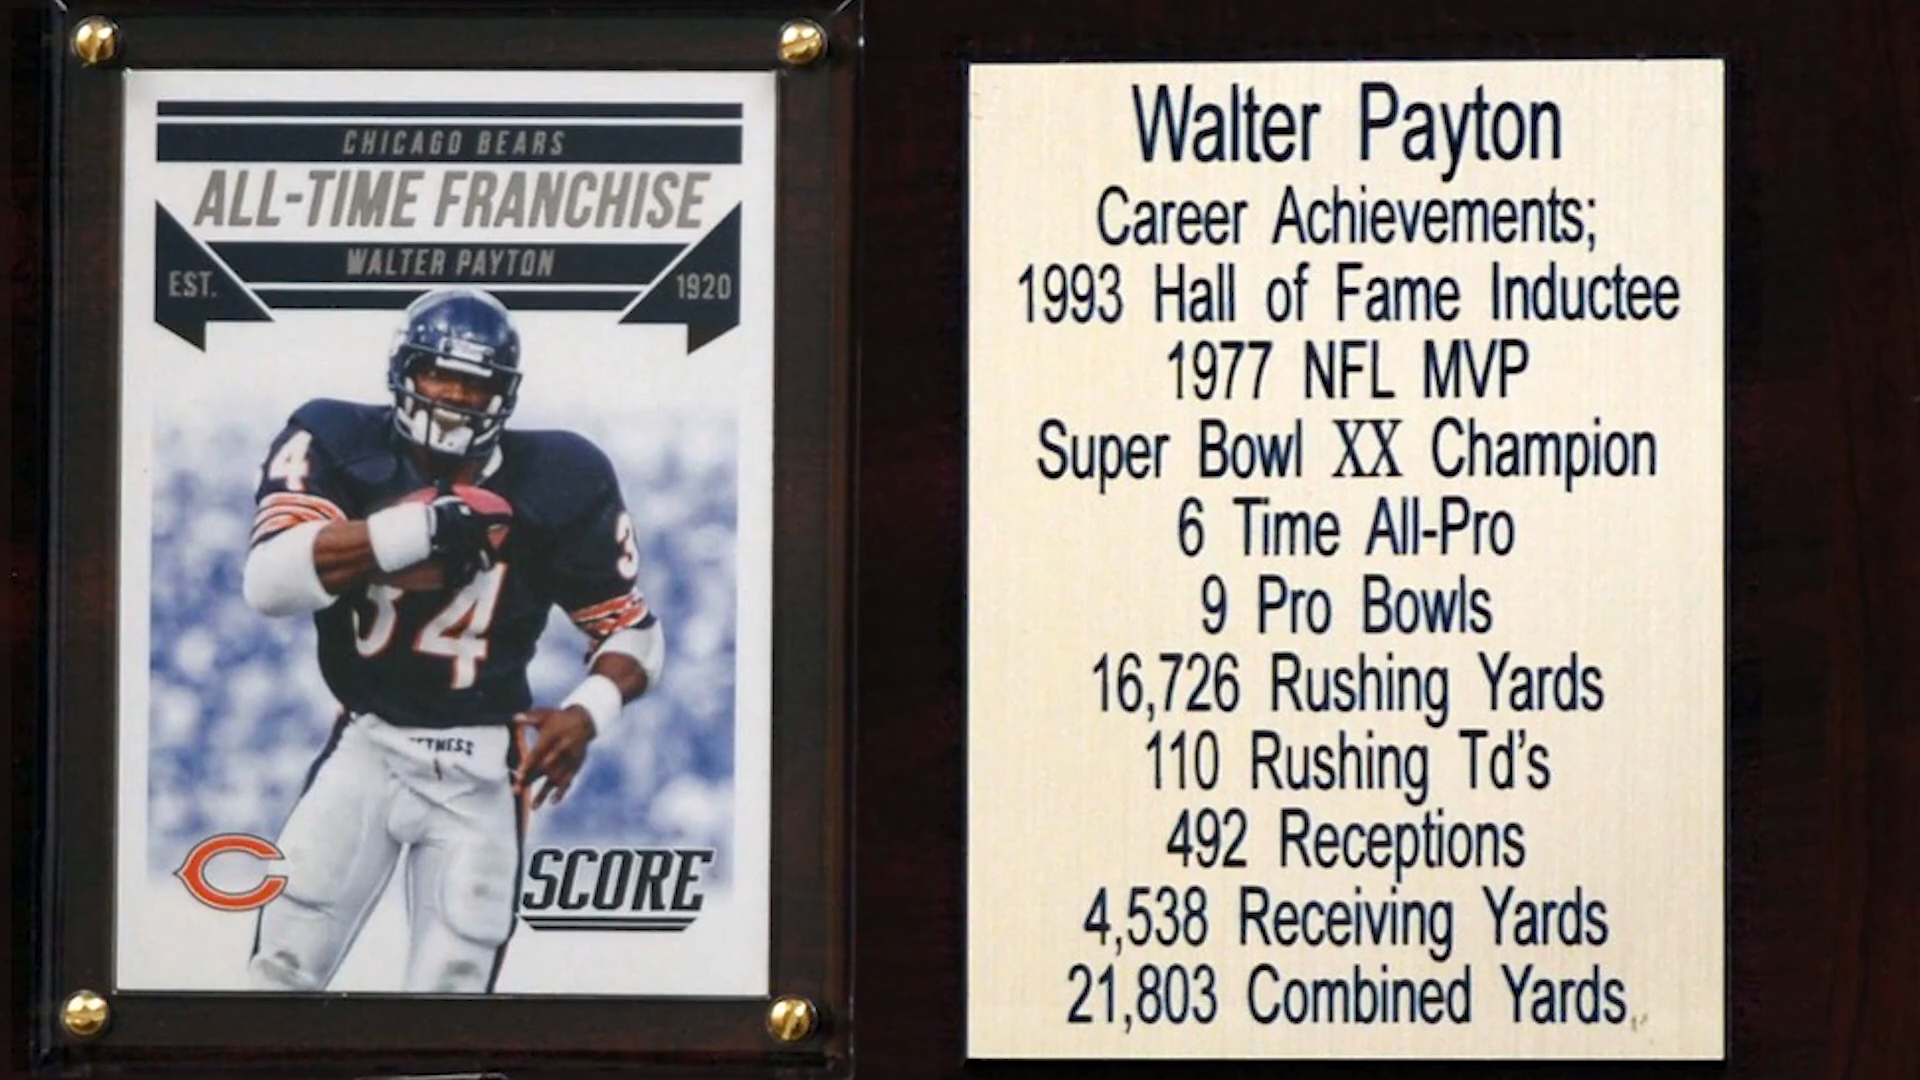 CHICAGO BEARS
ALL-TIME FRANCHISE
WALTER PAYTON
EST. 1920
34
34
34
C
SCORE
Walter Payton
Career Achievements;
1993 Hall of Fame Inductee
1977 NFL MVP
Super Bowl XX Champion
6 Time All-Pro
9 Pro Bowls
16,726 Rushing Yards
110 Rushing Td's
492 Receptions
4,538 Receiving Yards
21,803 Combined Yards